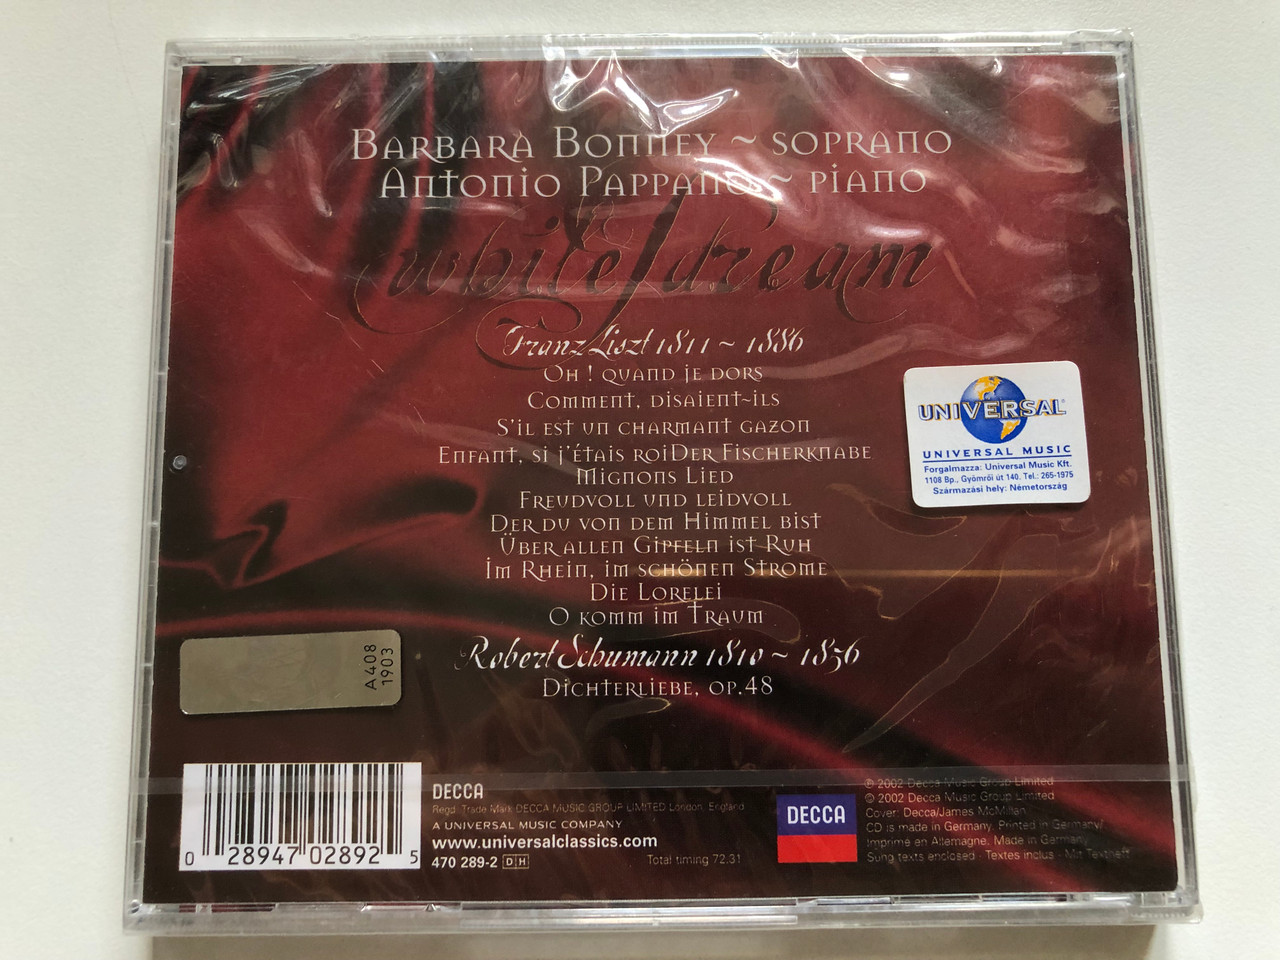 BARBARA BONNEY ~ SOPRANO
ANTONIO PAPPANO ~ PIANO
white dream
Franz Liszt 1811 ~ 1886
OH ! QUAND JE DORS
COMMENT, DISAIENT~ILS
S'IL EST UN CHARMANT GAZON
ENFANT, SI J'ÉTAIS ROIDER FISCHERKNABE
MIGNONS LIED
FREUDVOLL UND LEIDVOLL
DER DU VON DEM HIMMEL BIST
ÜBER ALLEN GIPFELN IST RUH
IM RHEIN, IM SCHÖNEN STROME
DIE LORELEI
O KOMM IM TRAUM
Robert Schumann 1810 ~ 1856
DICHTERLIEBE, OP.48
UNIVERSAL®
UNIVERSAL MUSIC
Forgalmazza: Universal Music Kft.
1108 Bp., Gyömrői út 140. Tel.: 265-1975
Származási hely: Németország
A 408
1903
0 28947 02892 5
DECCA
Regd. Trade Mark DECCA MUSIC GROUP LIMITED London, England
A UNIVERSAL MUSIC COMPANY
www.universalclassics.com
470 289-2 DH
Total timing 72.31
DECCA
℗ 2002 Decca Music Group Limited
© 2002 Decca Music Group Limited
Cover: Decca/James McMillan
CD is made in Germany. Printed in Germany/
Imprimé en Allemagne. Made in Germany
Sung texts enclosed · Textes inclus · Mit Textheft